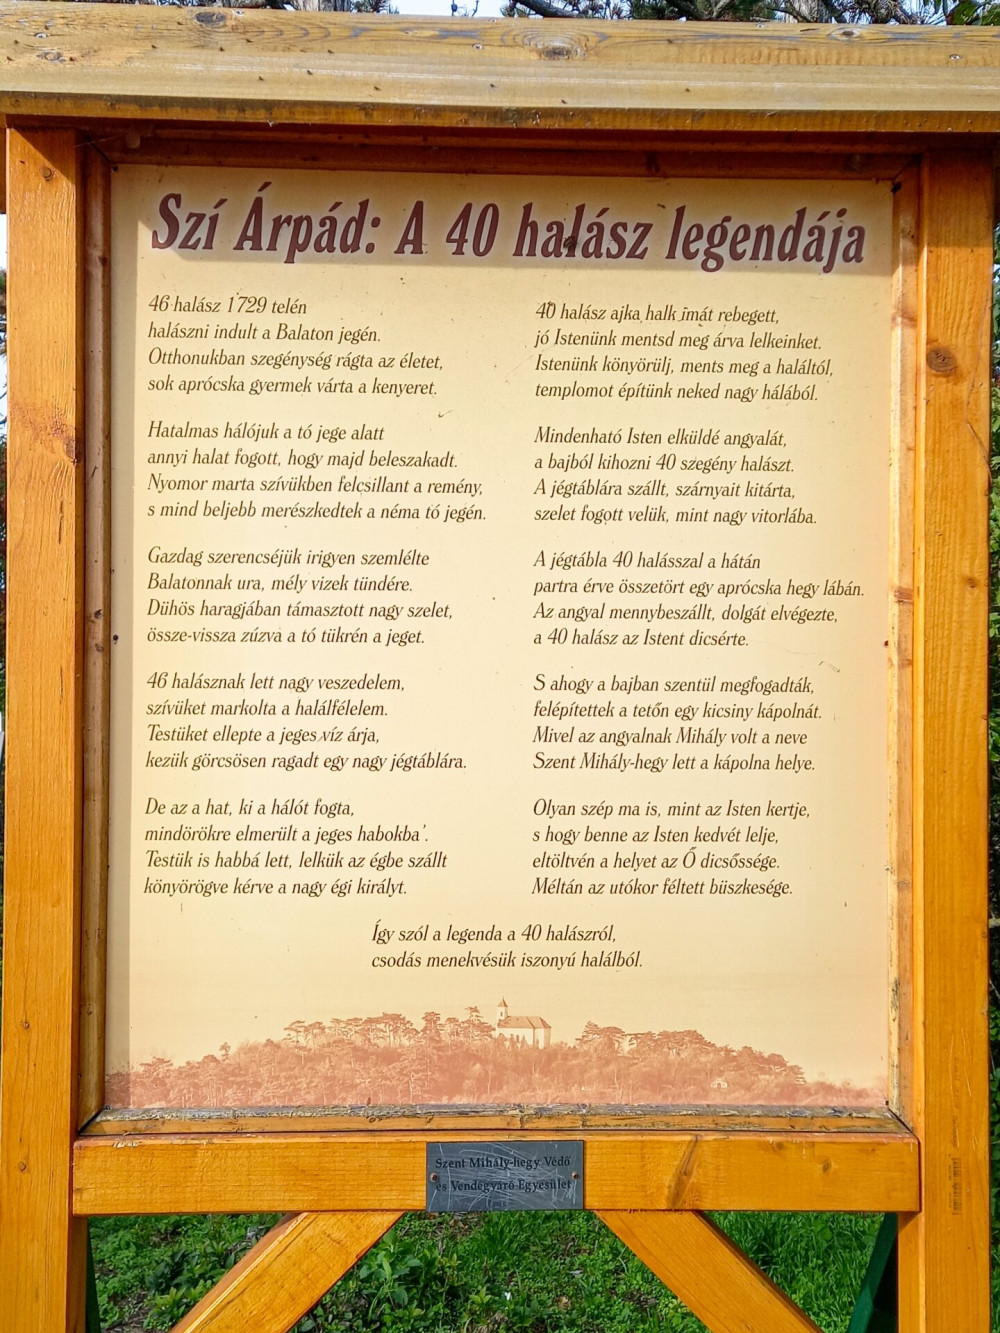 Szí Árpád: A 40 halász legendája
46 halász 1729 telén
halászni indult a Balaton jegén.
Otthonukban szegénység rágta az életet,
sok aprócska gyermek várta a kenyeret.
Hatalmas hálójuk a tó jege alatt
annyi halat fogott, hogy majd beleszakadt.
Nyomor marta szívükben felcsillant a remény,
s mind beljebb merészkedtek a néma tó jegén.
Gazdag szerencséjük irigyen szemlélte
Balatonnak ura, mély vizek tündére.
Dühös haragjában támasztott nagy szelet,
össze-vissza zúzva a tó tükrén a jeget.
46 halásznak lett nagy veszedelem,
szívüket markolta a halálfélelem.
Testüket ellepte a jeges víz árja,
kezük görcsösen ragadt egy nagy jégtáblára.
De az a hat, ki a hálót fogta,
mindörökre elmerült a jeges habokba'.
Testük is habbá lett, lelkük az égbe szállt
könyörögve kérve a nagy égi királyt.
40 halász ajka halk imát rebegett,
jó Istenünk mentsd meg árva lelkeinket.
Istenünk könyörülj, ments meg a haláltól,
templomot építünk neked nagy hálából.
Mindenható Isten elküldé angyalát,
a bajból kihozni 40 szegény halászt.
A jégtáblára szállt, szárnyait kitárta,
szelet fogott velük, mint nagy vitorlába.
A jégtábla 40 halásszal a hátán
partra érve összetört egy aprócska hegy lábán.
Az angyal mennybeszállt, dolgát elvégezte,
a 40 halász az Istent dicsérte.
S ahogy a bajban szentül megfogadták,
felépítettek a tetőn egy kicsiny kápolnát.
Mivel az angyalnak Mihály volt a neve
Szent Mihály-hegy lett a kápolna helye.
Olyan szép ma is, mint az Isten kertje,
s hogy benne az Isten kedvét lelje,
eltöltvén a helyet az Ő dicsőssége.
Méltán az utókor féltett büszkesége.
Így szól a legenda a 40 halászról,
csodás menekvésük iszonyú halálból.
Szent Mihály-hegy Védő
és Vendégváró Egyesület